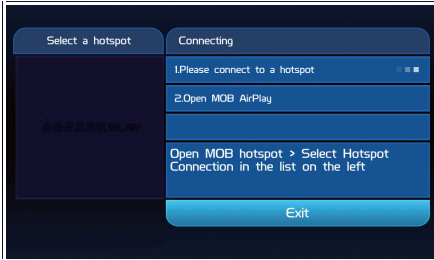 Select a hotspot
Connecting
1.Please connect to a hotspot
2.Open MOB AirPlay
Open MOB hotspot > Select Hotspot
Connection in the list on the left
Exit